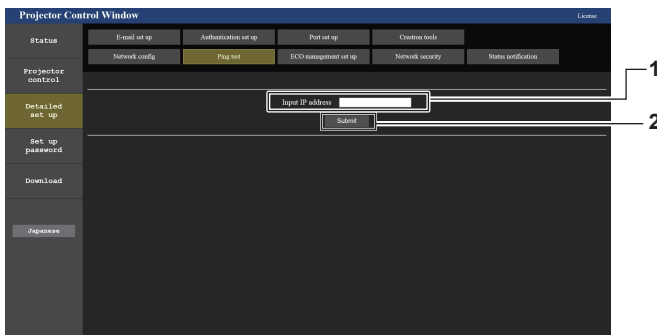 Projector Control Window
License
Status
E-mail set up
Authentication set up
Port set up
Crestron tools
Network config
Ping test
ECO management set up
Network security
Status notification
Projector
control
1
Input IP address
Detailed
set up
Submit
2
Set up
password
Download
Japanese